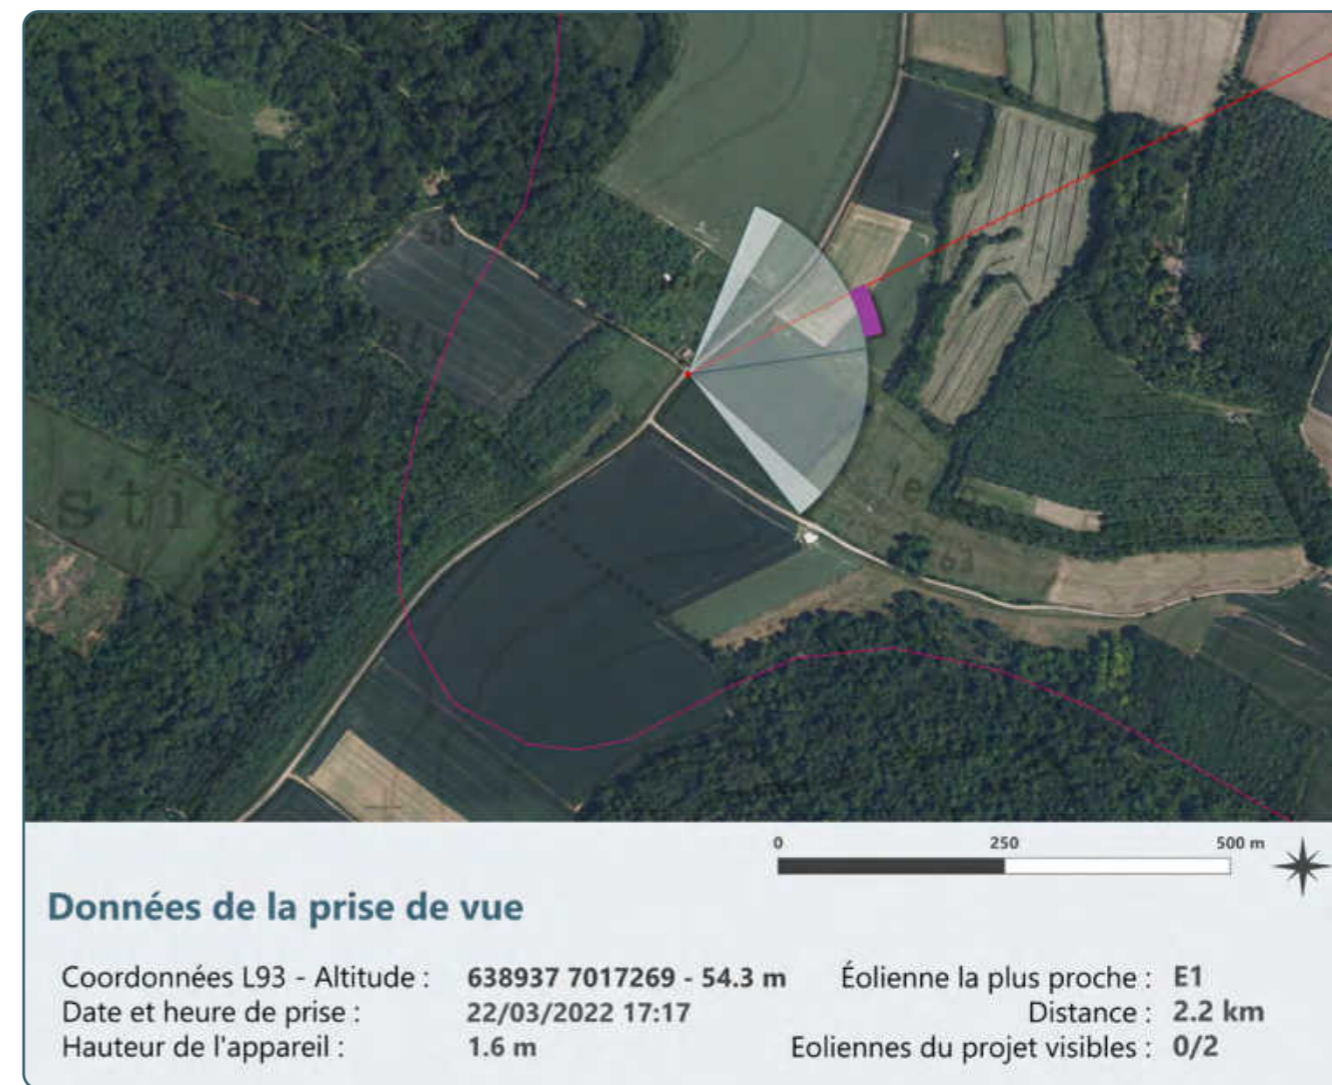 stic
0 250 500 m
Données de la prise de vue
Coordonnées L93 - Altitude : 638937 7017269 - 54.3 m Éolienne la plus proche : E1
Date et heure de prise : 22/03/2022 17:17 Distance : 2.2 km
Hauteur de l'appareil : 1.6 m Eoliennes du projet visibles : 0/2